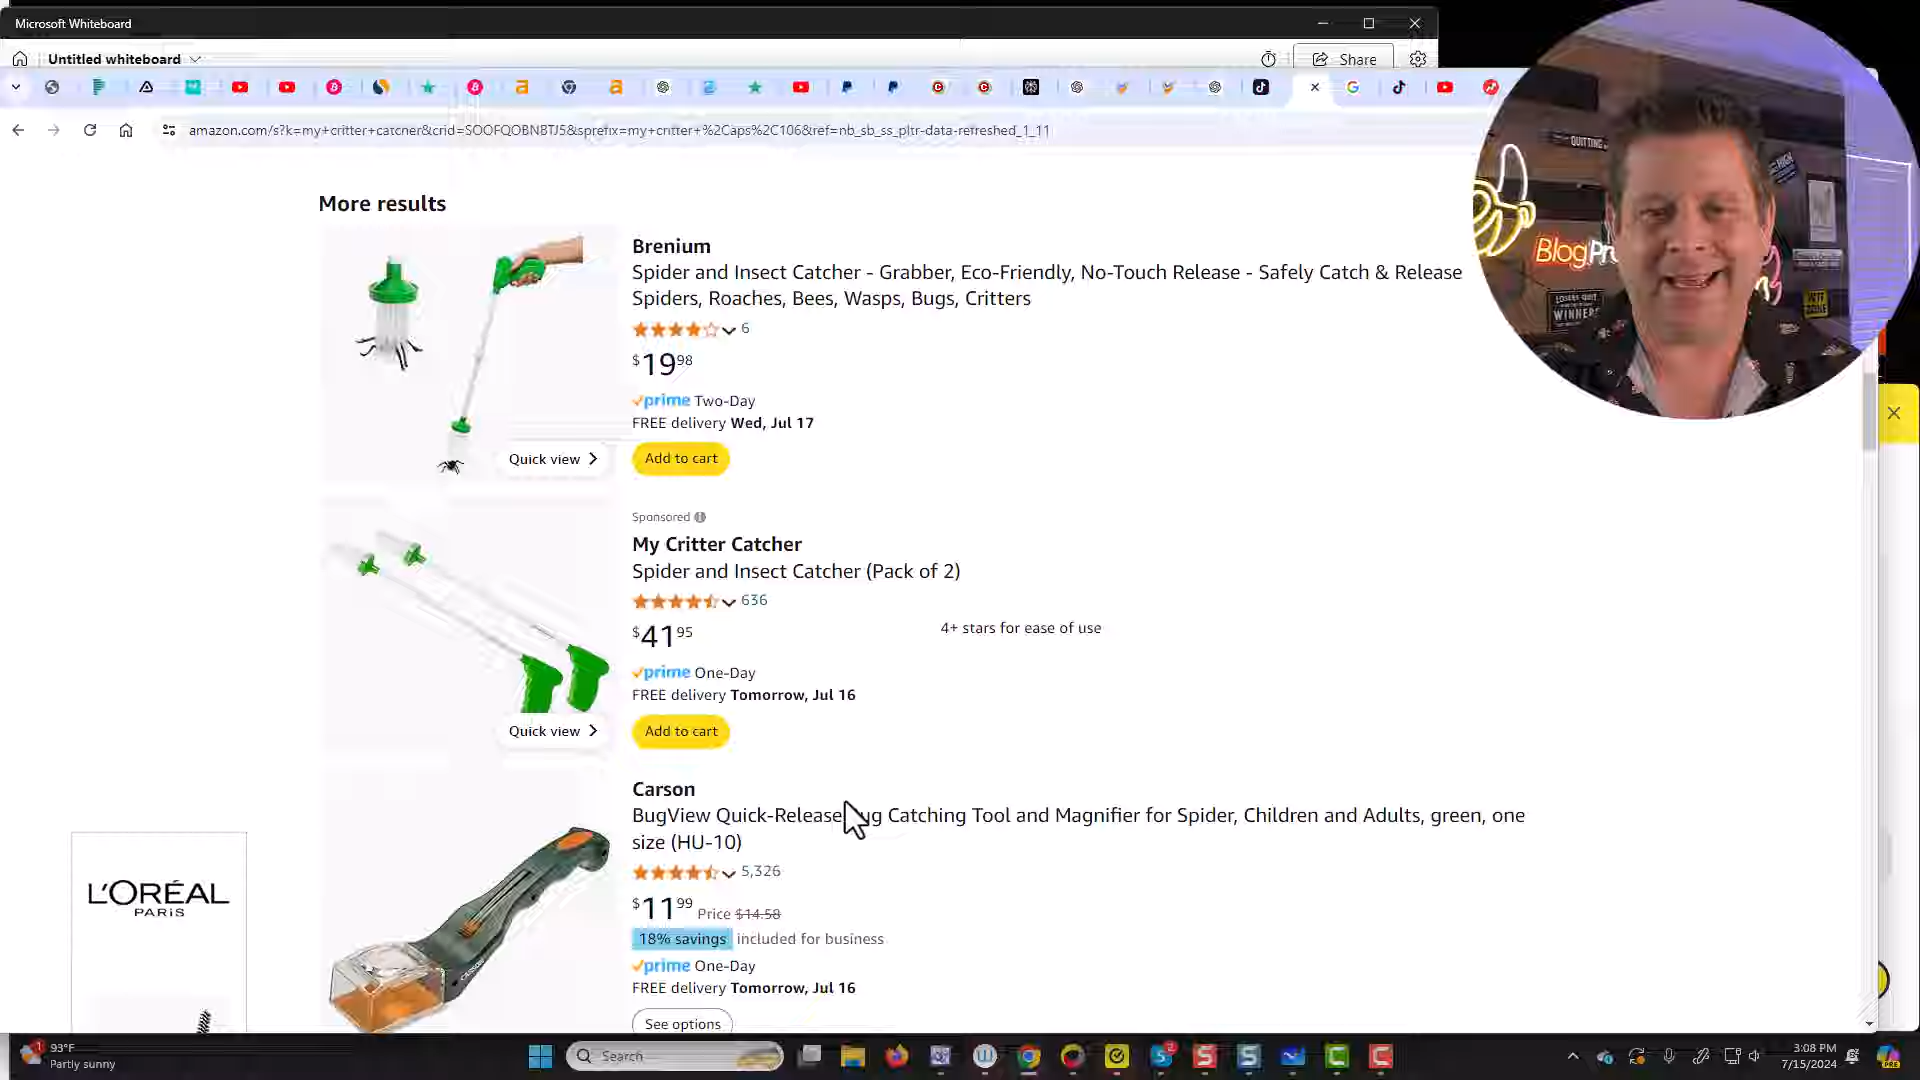 Microsoft Whiteboard
Untitled whiteboard
Share
amazon.com/s?k=my+critter+catcher&crid=SOOFQOBNBTJ5&sprefix=my+critter+%2Caps%2C106&ref=nb_sb_ss_pltr-data-refreshed_1_11
QUITTING
HIGH
BlogPr
LOSERS QUIT
WINNERS
More results
Brenium
Spider and Insect Catcher - Grabber, Eco-Friendly, No-Touch Release - Safely Catch & Release
Spiders, Roaches, Bees, Wasps, Bugs, Critters
6
$19.98
prime Two-Day
FREE delivery Wed, Jul 17
Quick view
Add to cart
Sponsored
My Critter Catcher
Spider and Insect Catcher (Pack of 2)
636
$41.95
4+ stars for ease of use
prime One-Day
FREE delivery Tomorrow, Jul 16
Quick view
Add to cart
Carson
BugView Quick-Release ug Catching Tool and Magnifier for Spider, Children and Adults, green, one
size (HU-10)
5,326
$11.99 Price $14.58
18% savings included for business
prime One-Day
FREE delivery Tomorrow, Jul 16
See options
L'ORÉAL
PARiS
93°F
Partly sunny
Search
3:08 PM
7/15/2024